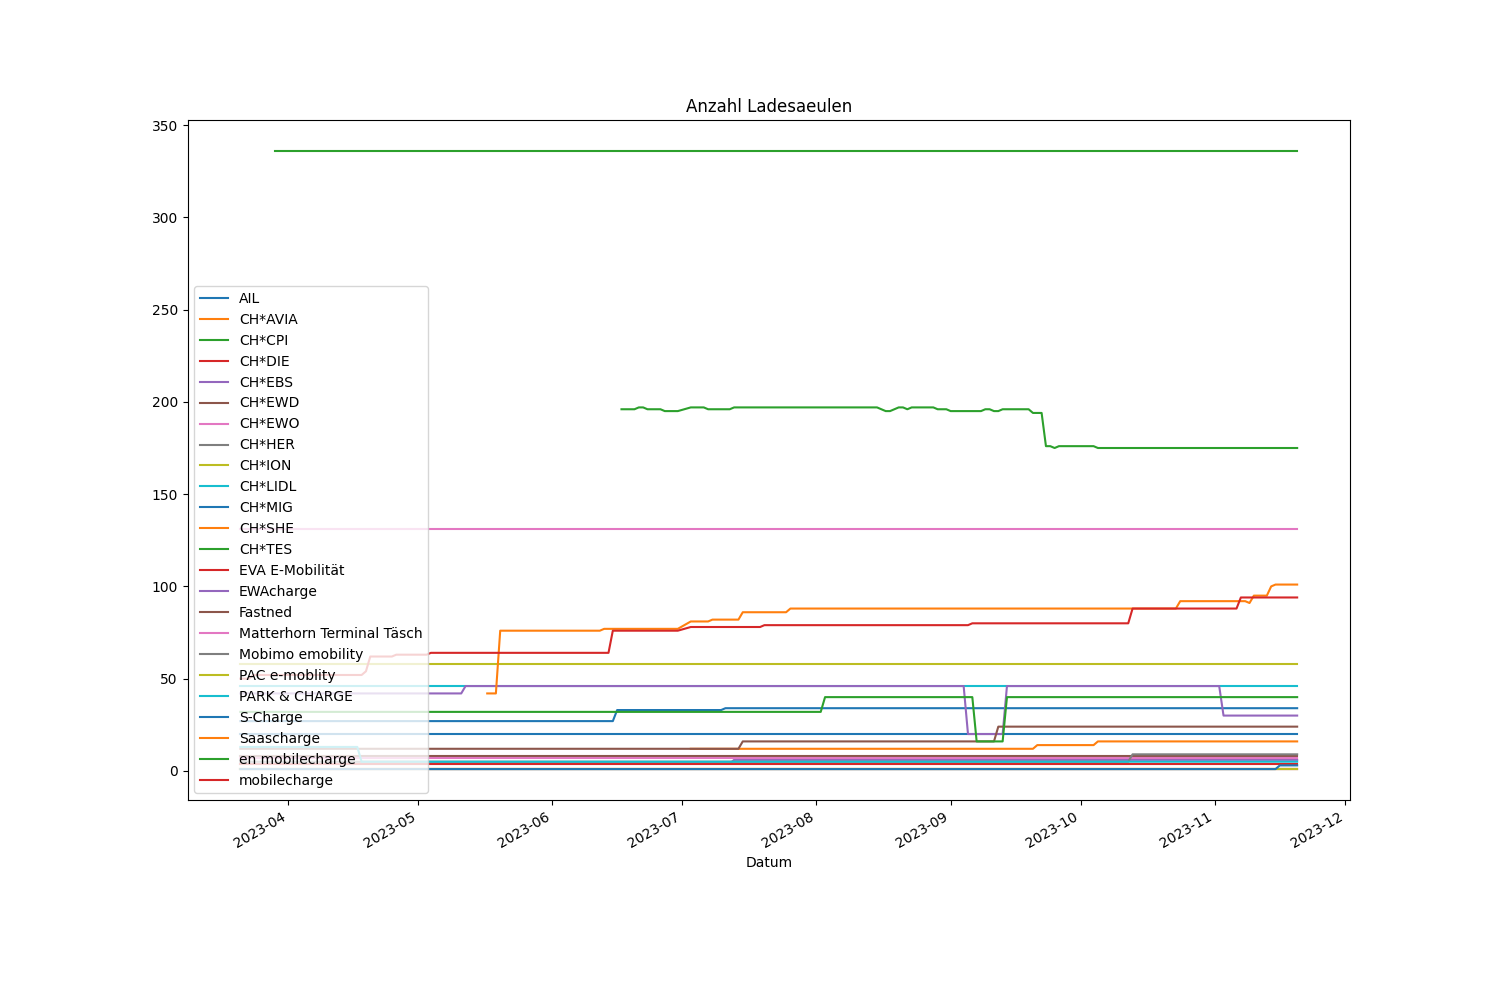 Anzahl Ladesaeulen
350
300
250
200
150
100
50
0
AIL
CH*AVIA
CH*CPI
CH*DIE
CH*EBS
CH*EWD
CH*EWO
CH*HER
CH*ION
CH*LIDL
CH*MIG
CH*SHE
CH*TES
EVA E-Mobilität
EWAcharge
Fastned
Matterhorn Terminal Täsch
Mobimo emobility
PAC e-moblity
PARK & CHARGE
S-Charge
Saascharge
en mobilecharge
mobilecharge
2023-04
2023-05
2023-06
2023-07
2023-08
2023-09
2023-10
2023-11
2023-12
Datum